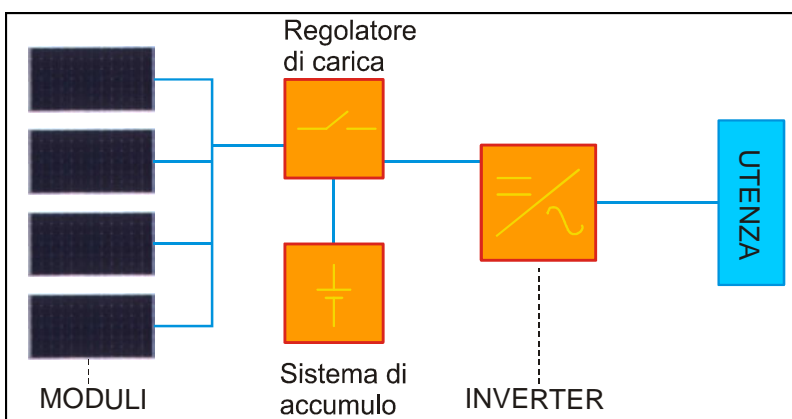 Regolatore
di carica
UTENZA
Sistema di
accumulo
MODULI
INVERTER